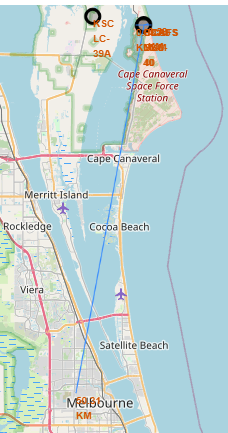 KSC
LC-
39A
40
Cape Canaveral
Space Force
Station
Cape Canaveral
Merritt Island
Rockledge
Cocoa Beach
Viera
Satellite Beach
KM
Melbourne